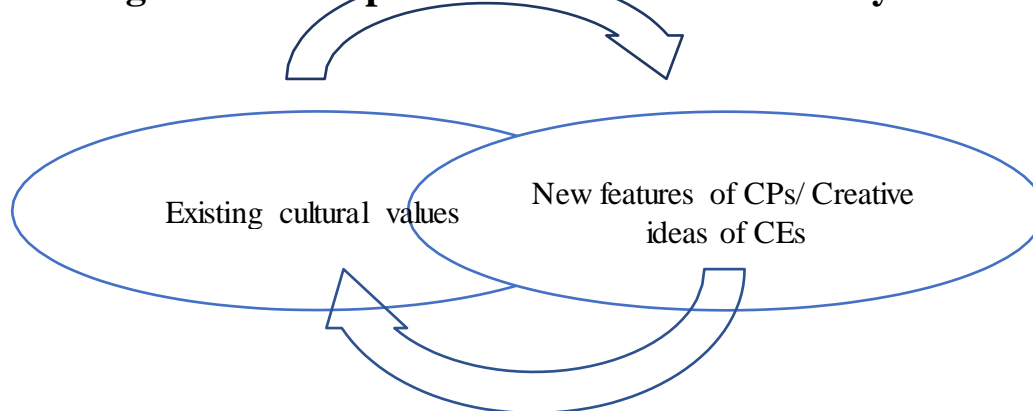 Existing cultural values
New features of CPs/ Creative
ideas of CEs